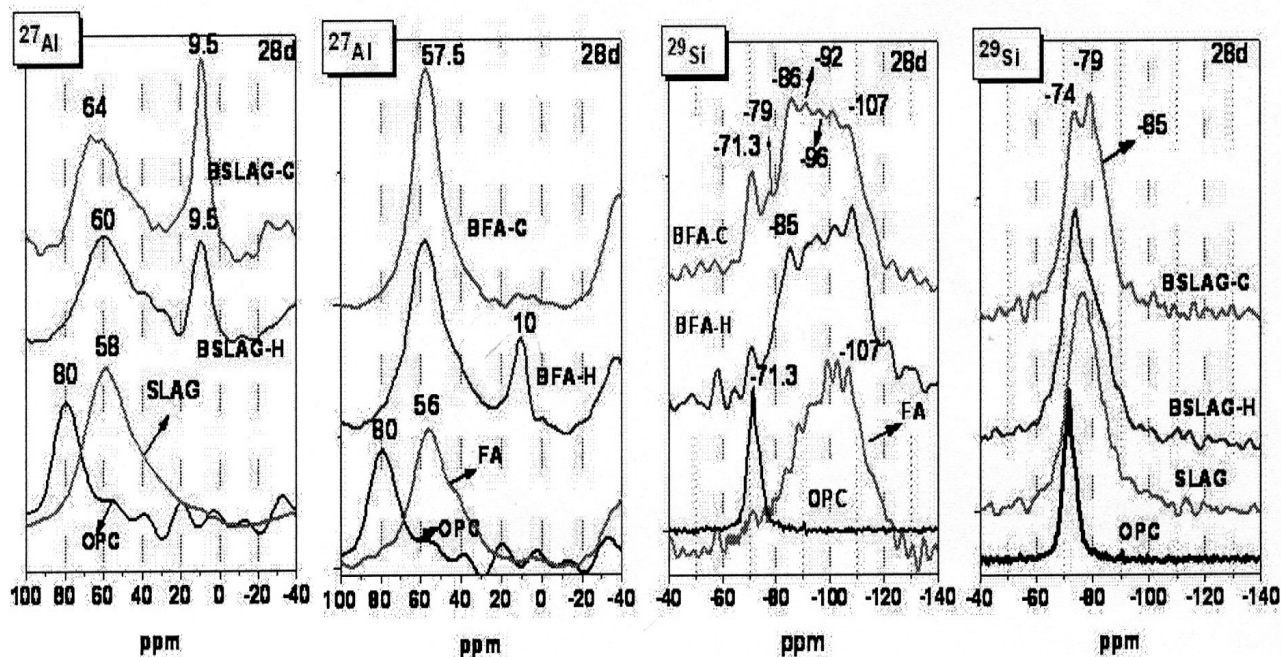 27Al
9.5
28d
64
BSLAG-C
60
9.5
BSLAG-H
58
80
SLAG
OPC
100 80 60 40 20 0 -20 -40
ppm
27Al
57.5
28d
BFA-C
10
BFA-H
56
80
FA
OPC
100 80 60 40 20 0 -20 -40
ppm
29Si
-92
28d
-86
-79
-107
-71.3
-96
BFA-C
-85
BFA-H
-107
-71.3
FA
OPC
-40 -60 -80 -100 -120 -140
ppm
29Si
28d
-79
-74
-85
BSLAG-C
BSLAG-H
SLAG
OPC
-40 -60 -80 -100 -120 -140
ppm